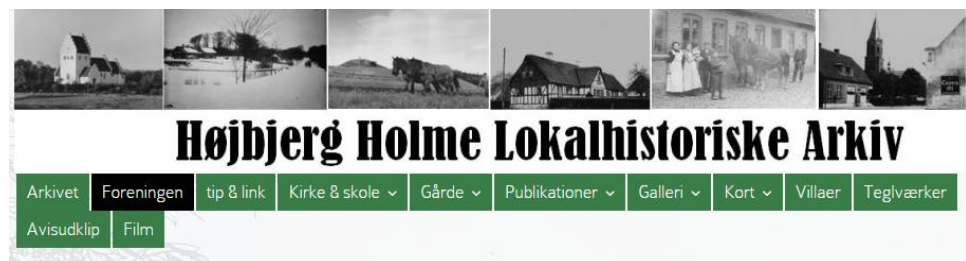 Højbjerg Holme Lokalhistoriske Arkiv
Arkivet Foreningen tip & link Kirke & skole Gårde Publikationer Galleri Kort Villaer Teglværker
Avisudklip Film